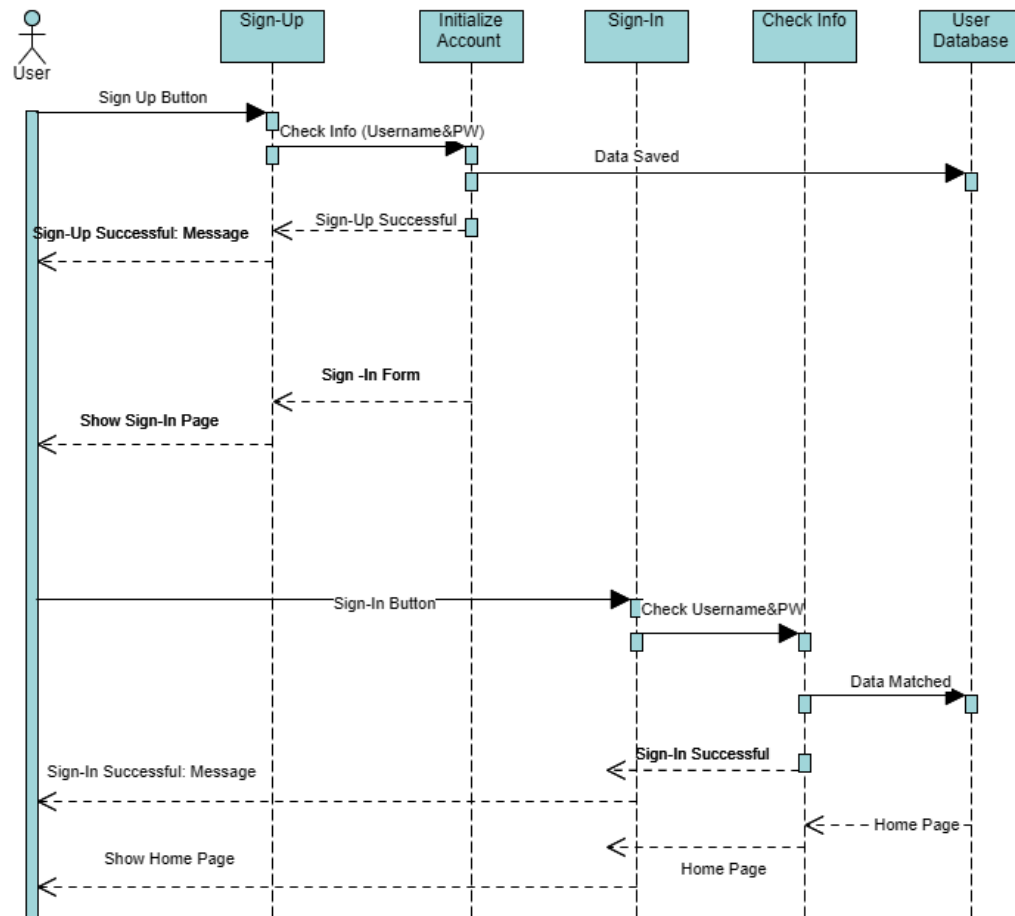 Sign-Up
Initialize
Account
Sign-In
Check Info
User
Database
User
Sign Up Button
Check Info (Username&PW)
Data Saved
Sign-Up Successful
Sign-Up Successful: Message
Sign -In Form
Show Sign-In Page
Sign-In Button
Check Username&PW
Data Matched
Sign-In Successful
Sign-In Successful: Message
Home Page
Show Home Page
Home Page